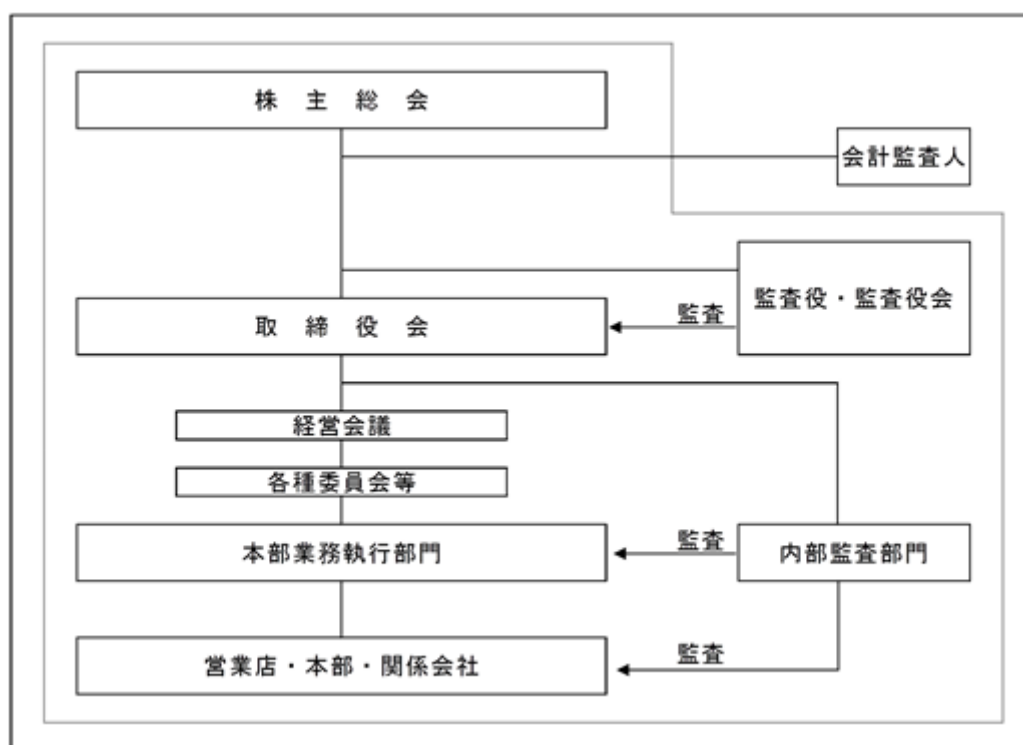 株主総会
会計監査人
監査役・監査役会
監査
取締役会
経営会議
各種委員会等
本部業務執行部門
監査
内部監査部門
営業店・本部・関係会社
監査